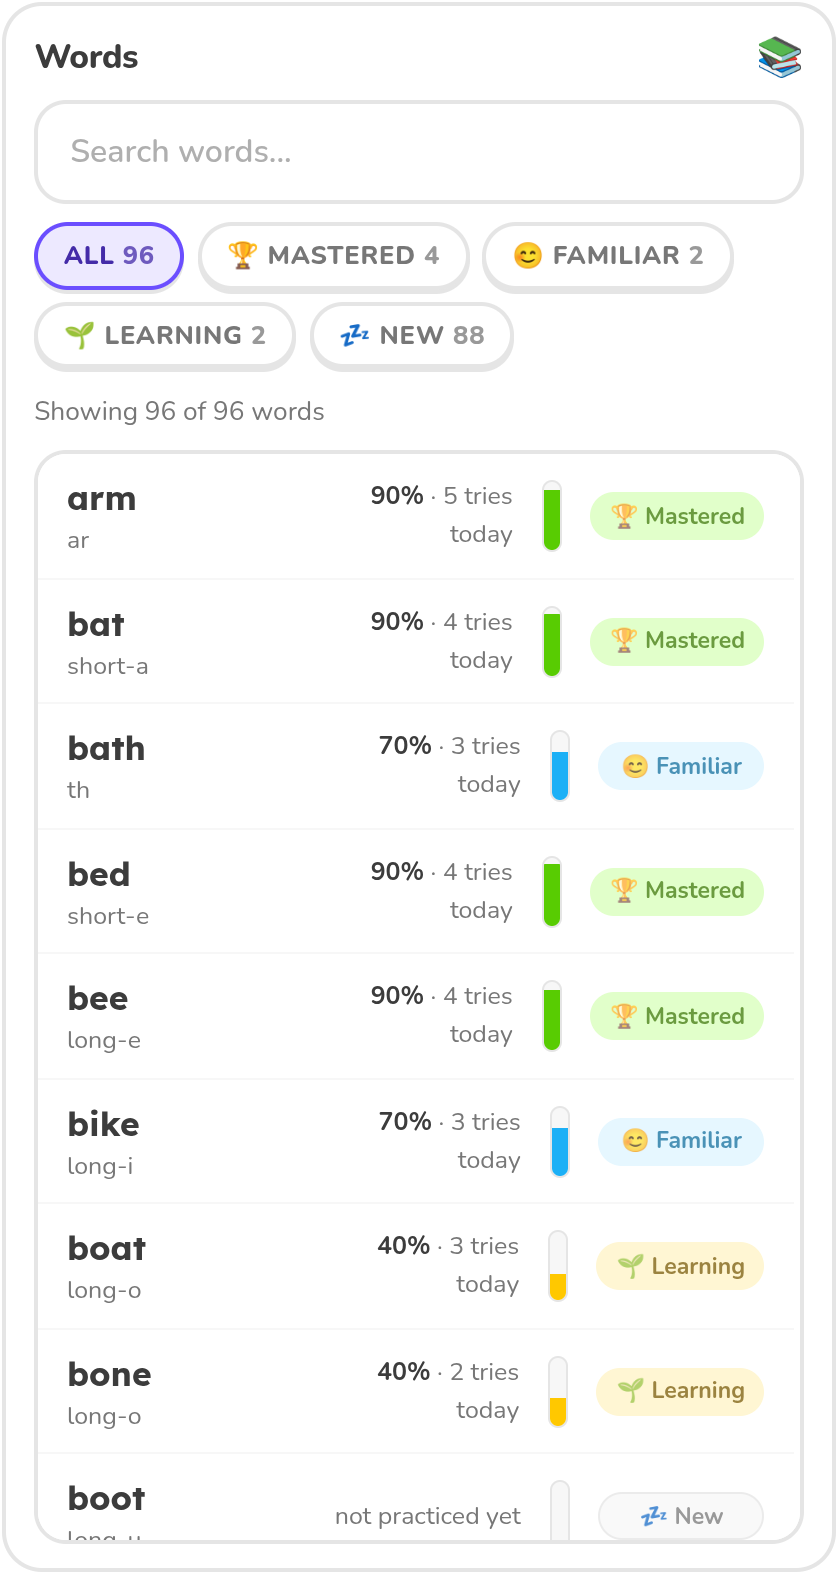 Words
Search words...
ALL 96
MASTERED 4
FAMILIAR 2
LEARNING 2
NEW 88
Showing 96 of 96 words
arm
90% · 5 tries
Mastered
ar
today
bat
90% · 4 tries
Mastered
short-a
today
bath
70% · 3 tries
Familiar
th
today
bed
90% · 4 tries
Mastered
short-e
today
bee
90% · 4 tries
Mastered
long-e
today
bike
70% · 3 tries
Familiar
long-i
today
boat
40% · 3 tries
Learning
long-o
today
bone
40% · 2 tries
Learning
long-o
today
boot
not practiced yet
New